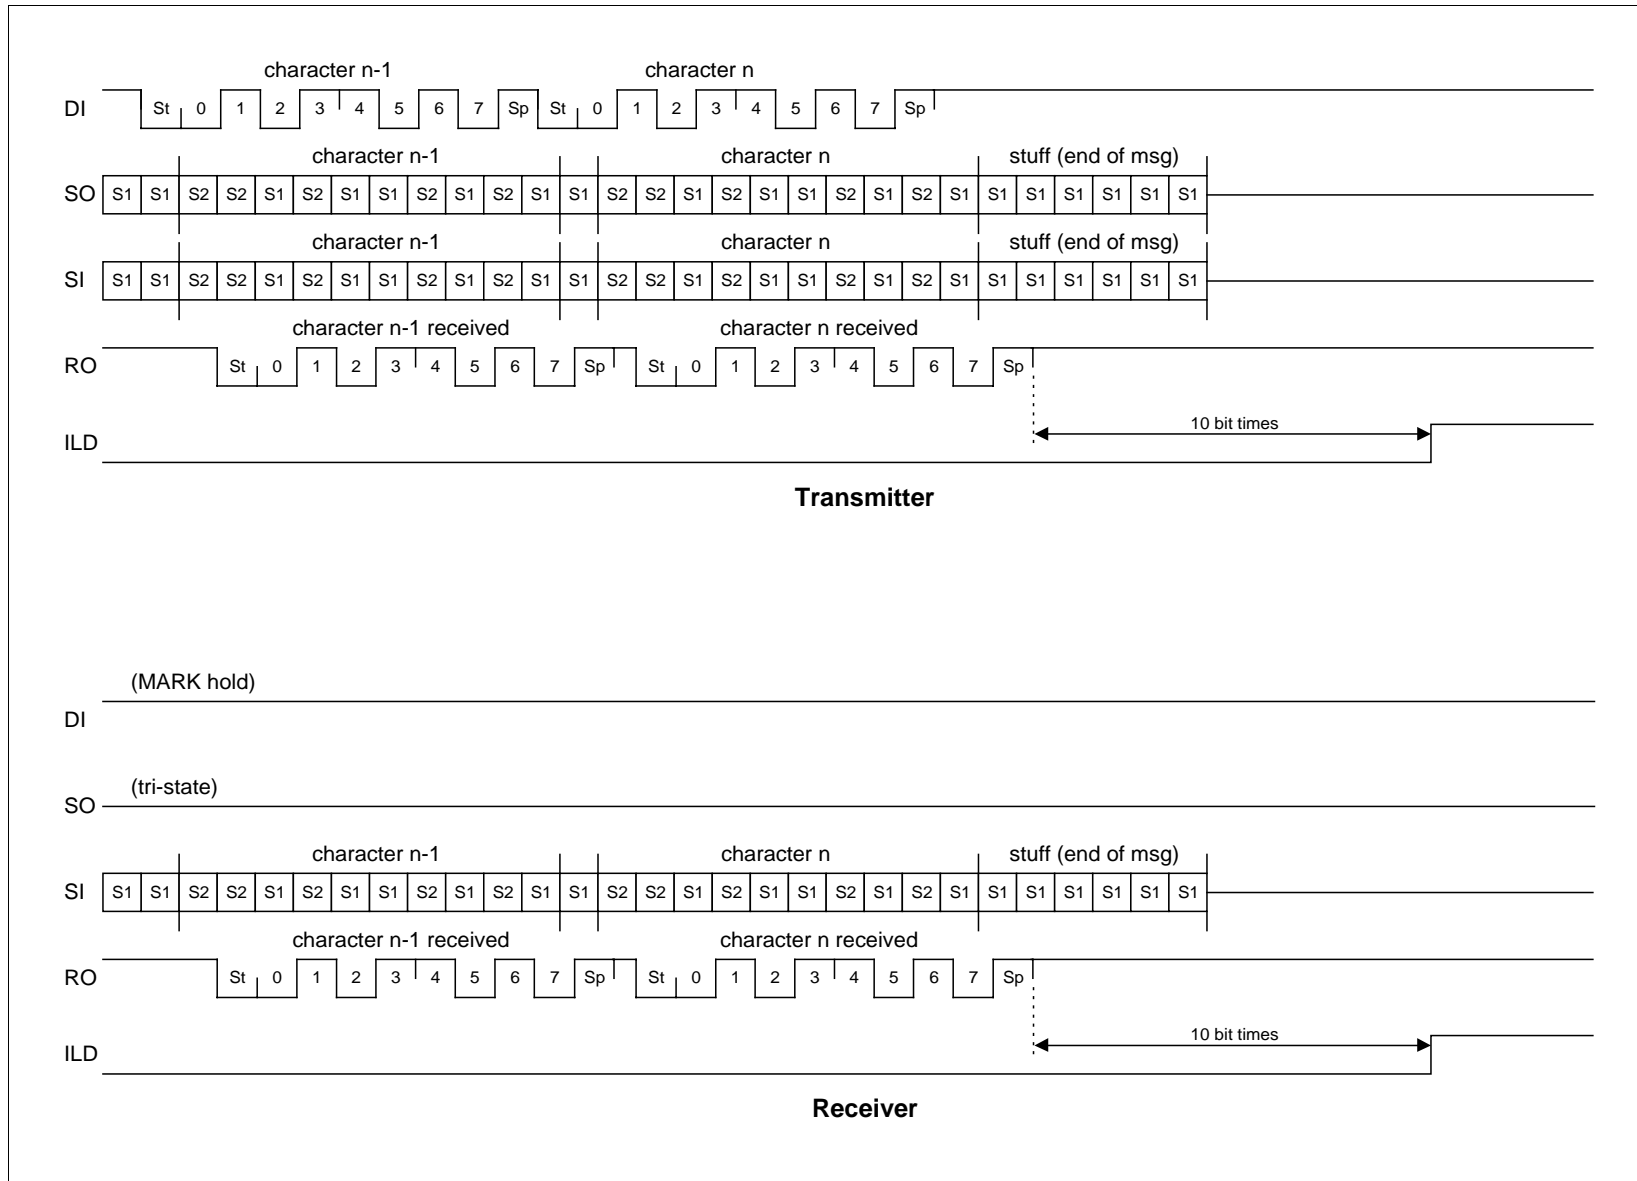 character n-1 character n
DI St 0 1 2 3 4 5 6 7 Sp St 0 1 2 3 4 5 6 7 Sp
character n-1 character n stuff (end of msg)
SO S1 S1 S2 S2 S1 S2 S1 S1 S2 S1 S2 S1 S1 S2 S2 S1 S2 S1 S1 S2 S1 S2 S1 S1 S1 S1 S1 S1 S1
character n-1 character n stuff (end of msg)
SI S1 S1 S2 S2 S1 S2 S1 S1 S2 S1 S2 S1 S1 S2 S2 S1 S2 S1 S1 S2 S1 S2 S1 S1 S1 S1 S1 S1 S1
character n-1 received character n received
RO St 0 1 2 3 4 5 6 7 Sp St 0 1 2 3 4 5 6 7 Sp
10 bit times
ILD
Transmitter
(MARK hold)
DI
(tri-state)
SO
character n-1 character n stuff (end of msg)
SI S1 S1 S2 S2 S1 S2 S1 S1 S2 S1 S2 S1 S1 S2 S2 S1 S2 S1 S1 S2 S1 S2 S1 S1 S1 S1 S1 S1 S1
character n-1 received character n received
RO St 0 1 2 3 4 5 6 7 Sp St 0 1 2 3 4 5 6 7 Sp
10 bit times
ILD
Receiver